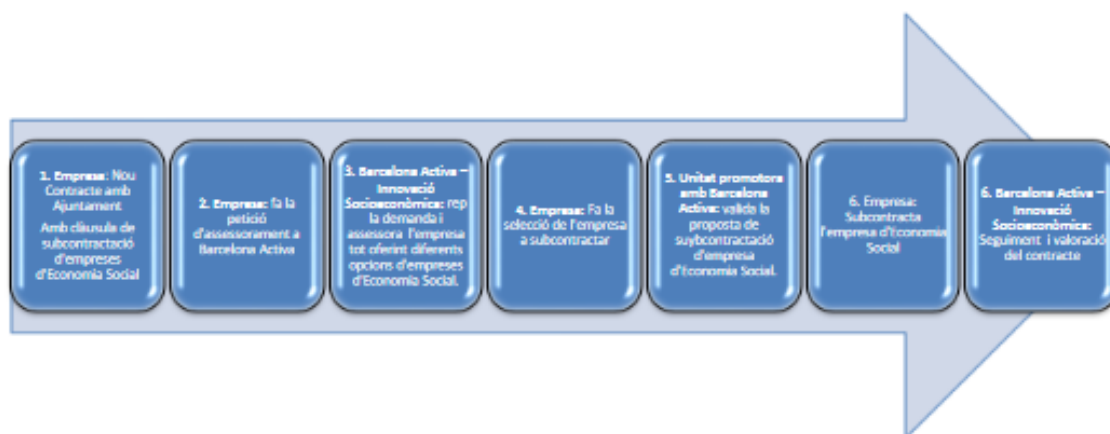 1. Empresa: Nou
Contracte amb
Ajuntament
Amb clàusula de
subcontractació
d'empreses
d'Economia Social
2. Empresa: fa la
petició
d'assessorament a
Barcelona Activa
3. Barcelona Activa –
Innovació
Socioeconòmica: rep
la demanda i
assessora l'empresa
tot oferint diferents
opcions d'empreses
d'Economia Social.
4. Empresa: Fa la
selecció de l'empresa
a subcontractar
5. Unitat promotora
amb Barcelona
Activa: valida la
proposta de
suybcontractació
d'empresa
d'Economia Social.
6. Empresa:
Subcontracta
l'empresa d'Economia
Social
6. Barcelona Activa –
Innovació
Socioeconòmica:
Seguiment i valoració
del contracte